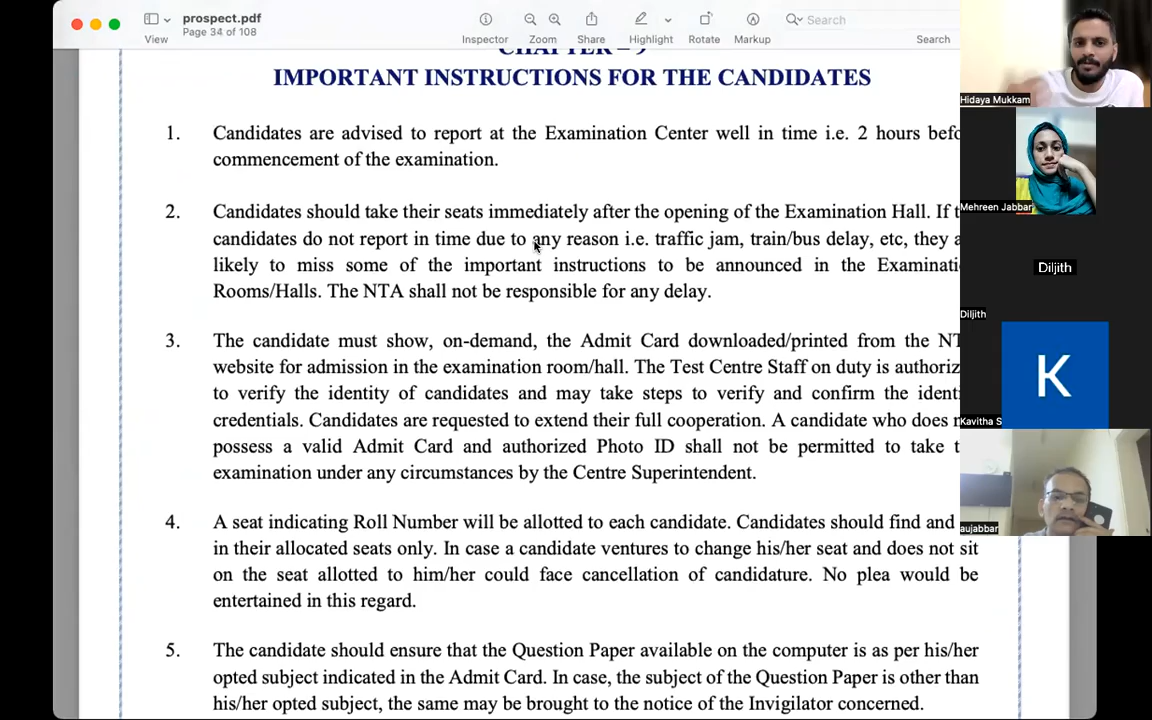 prospect.pdf
Page 34 of 108
View
Inspector
Zoom
Share
Highlight
Rotate
Markup
Search
Search
CHAPTER – 9
IMPORTANT INSTRUCTIONS FOR THE CANDIDATES
1. Candidates are advised to report at the Examination Center well in time i.e. 2 hours
commencement of the examination.
2. Candidates should take their seats immediately after the opening of the Examination Hall. If
candidates do not report in time due to any reason i.e. traffic jam, train/bus delay, etc, they
likely to miss some of the important instructions to be announced in the
Rooms/Halls. The NTA shall not be responsible for any delay.
3. The candidate must show, on-demand, the Admit Card downloaded/printed from the
website for admission in the examination room/hall. The Test Centre Staff on duty is
to verify the identity of candidates and may take steps to verify and confirm the
credentials. Candidates are requested to extend their full cooperation. A candidate who does
possess a valid Admit Card and authorized Photo ID shall not be permitted to take
examination under any circumstances by the Centre Superintendent.
4. A seat indicating Roll Number will be allotted to each candidate. Candidates should find and
in their allocated seats only. In case a candidate ventures to change his/her seat and does not sit
on the seat allotted to him/her could face cancellation of candidature. No plea would be
entertained in this regard.
5. The candidate should ensure that the Question Paper available on the computer is as per his/her
opted subject indicated in the Admit Card. In case, the subject of the Question Paper is other than
his/her opted subject, the same may be brought to the notice of the Invigilator concerned.
Hidaya Mukkam
Mehreen Jabbar
Diljith
Diljith
K
Kavitha S
aujabbar